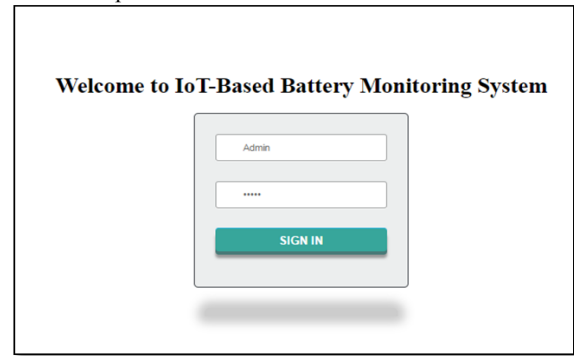 Welcome to IoT-Based Battery Monitoring System
Admin
•••••
SIGN IN